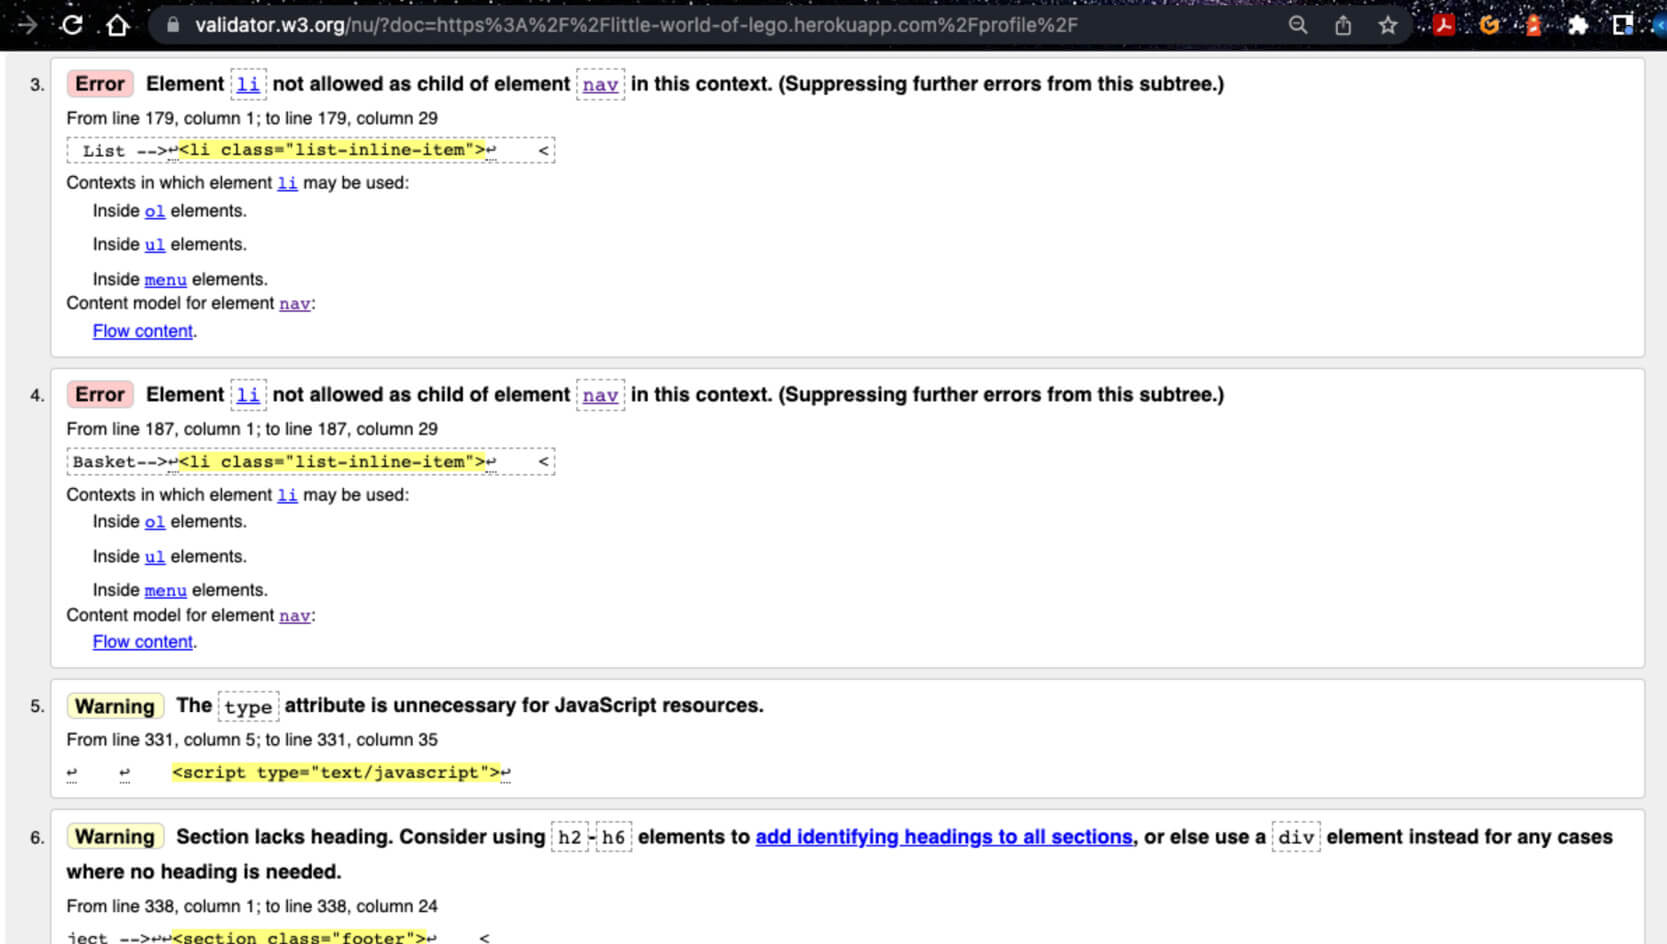 validator.w3.org/nu/?doc=https%3A%2F%2Flittle-world-of-lego.herokuapp.com%2Fprofile%2F
3. Error Element li not allowed as child of element nav in this context. (Suppressing further errors from this subtree.)
From line 179, column 1; to line 179, column 29
List -->↩<li class="list-inline-item">↩ <
Contexts in which element li may be used:
Inside ol elements.
Inside ul elements.
Inside menu elements.
Content model for element nav:
Flow content.
4. Error Element li not allowed as child of element nav in this context. (Suppressing further errors from this subtree.)
From line 187, column 1; to line 187, column 29
Basket-->↩<li class="list-inline-item">↩ <
Contexts in which element li may be used:
Inside ol elements.
Inside ul elements.
Inside menu elements.
Content model for element nav:
Flow content.
5. Warning The type attribute is unnecessary for JavaScript resources.
From line 331, column 5; to line 331, column 35
↩ ↩ <script type="text/javascript">↩
6. Warning Section lacks heading. Consider using h2-h6 elements to add identifying headings to all sections, or else use a div element instead for any cases
where no heading is needed.
From line 338, column 1; to line 338, column 24
ject -->↩↩<section class="footer">↩ <